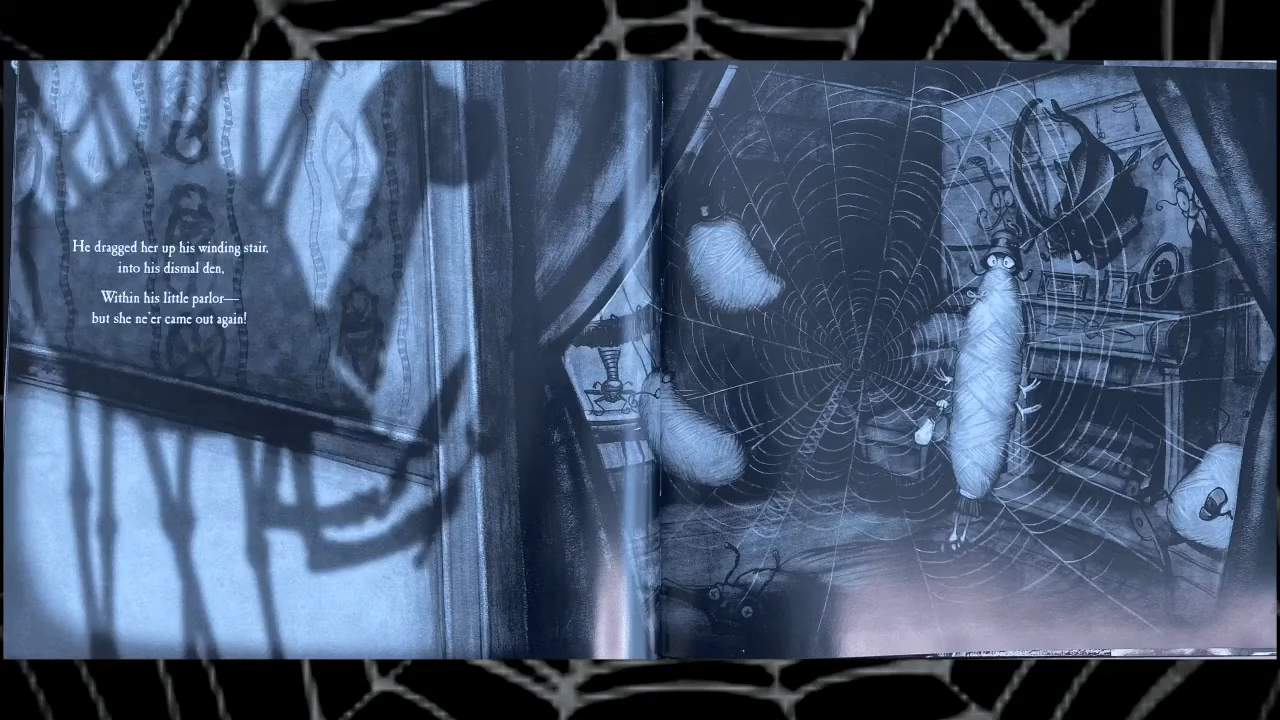 He dragged her up his winding stair,
into his dismal den,
Within his little parlor—
but she ne'er came out again!